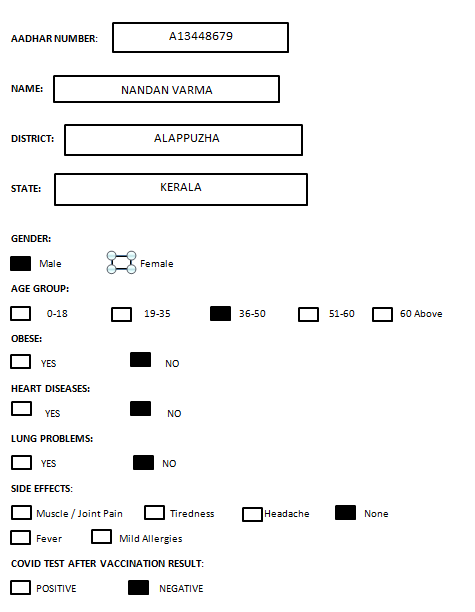 AADHAR NUMBER: A13448679
NAME: NANDAN VARMA
DISTRICT: ALAPPUZHA
STATE: KERALA
GENDER:
Male Female
AGE GROUP:
0-18 19-35 36-50 51-60 60 Above
OBESE:
YES NO
HEART DISEASES:
YES NO
LUNG PROBLEMS:
YES NO
SIDE EFFECTS:
Muscle / Joint Pain Tiredness Headache None
Fever Mild Allergies
COVID TEST AFTER VACCINATION RESULT:
POSITIVE NEGATIVE